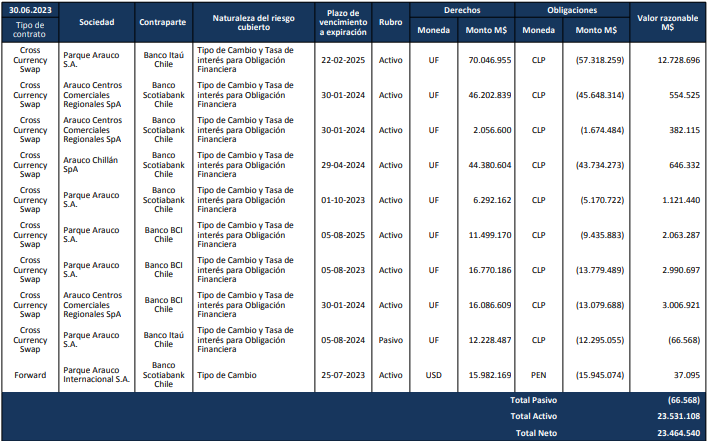 30.06.2023
Tipo de contrato | Sociedad | Contraparte | Naturaleza del riesgo cubierto | Plazo de vencimiento a expiración | Rubro | Derechos | Obligaciones | Valor razonable M$
Moneda | Monto M$ | Moneda | Monto M$
Cross Currency Swap | Parque Arauco S.A. | Banco Itaú Chile | Tipo de Cambio y Tasa de interés para Obligación Financiera | 22-02-2025 | Activo | UF | 70.046.955 | CLP | (57.318.259) | 12.728.696
Cross Currency Swap | Arauco Centros Comerciales Regionales SpA | Banco Scotiabank Chile | Tipo de Cambio y Tasa de interés para Obligación Financiera | 30-01-2024 | Activo | UF | 46.202.839 | CLP | (45.648.314) | 554.525
Cross Currency Swap | Arauco Centros Comerciales Regionales SpA | Banco Scotiabank Chile | Tipo de Cambio y Tasa de interés para Obligación Financiera | 30-01-2024 | Activo | UF | 2.056.600 | CLP | (1.674.484) | 382.115
Cross Currency Swap | Arauco Chillán SpA | Banco Scotiabank Chile | Tipo de Cambio y Tasa de interés para Obligación Financiera | 29-04-2024 | Activo | UF | 44.380.604 | CLP | (43.734.273) | 646.332
Cross Currency Swap | Parque Arauco S.A. | Banco Scotiabank Chile | Tipo de Cambio y Tasa de interés para Obligación Financiera | 01-10-2023 | Activo | UF | 6.292.162 | CLP | (5.170.722) | 1.121.440
Cross Currency Swap | Parque Arauco S.A. | Banco BCI Chile | Tipo de Cambio y Tasa de interés para Obligación Financiera | 05-08-2025 | Activo | UF | 11.499.170 | CLP | (9.435.883) | 2.063.287
Cross Currency Swap | Parque Arauco S.A. | Banco BCI Chile | Tipo de Cambio y Tasa de interés para Obligación Financiera | 05-08-2023 | Activo | UF | 16.770.186 | CLP | (13.779.489) | 2.990.697
Cross Currency Swap | Arauco Centros Comerciales Regionales SpA | Banco BCI Chile | Tipo de Cambio y Tasa de interés para Obligación Financiera | 30-01-2024 | Activo | UF | 16.086.609 | CLP | (13.079.688) | 3.006.921
Cross Currency Swap | Parque Arauco S.A. | Banco Itaú Chile | Tipo de Cambio y Tasa de interés para Obligación Financiera | 05-08-2024 | Pasivo | UF | 12.228.487 | CLP | (12.295.055) | (66.568)
Forward | Parque Arauco Internacional S.A. | Banco Scotiabank Chile | Tipo de Cambio | 25-07-2023 | Activo | USD | 15.982.169 | PEN | (15.945.074) | 37.095
Total Pasivo | (66.568)
Total Activo | 23.531.108
Total Neto | 23.464.540